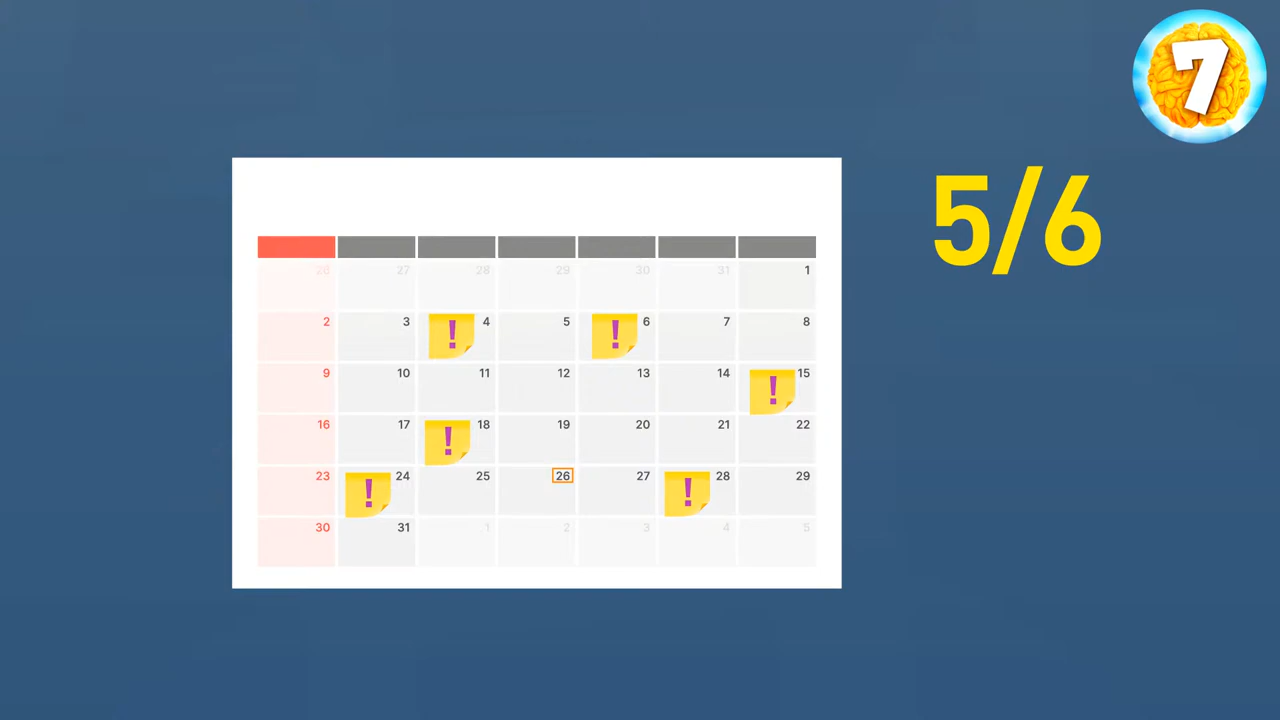 7
5/6
26 27 28 29 30 31 1
2 3 ! 4 5 ! 6 7 8
9 10 11 12 13 14 ! 15
16 17 ! 18 19 20 21 22
23 ! 24 25 26 27 ! 28 29
30 31 1 2 3 4 5